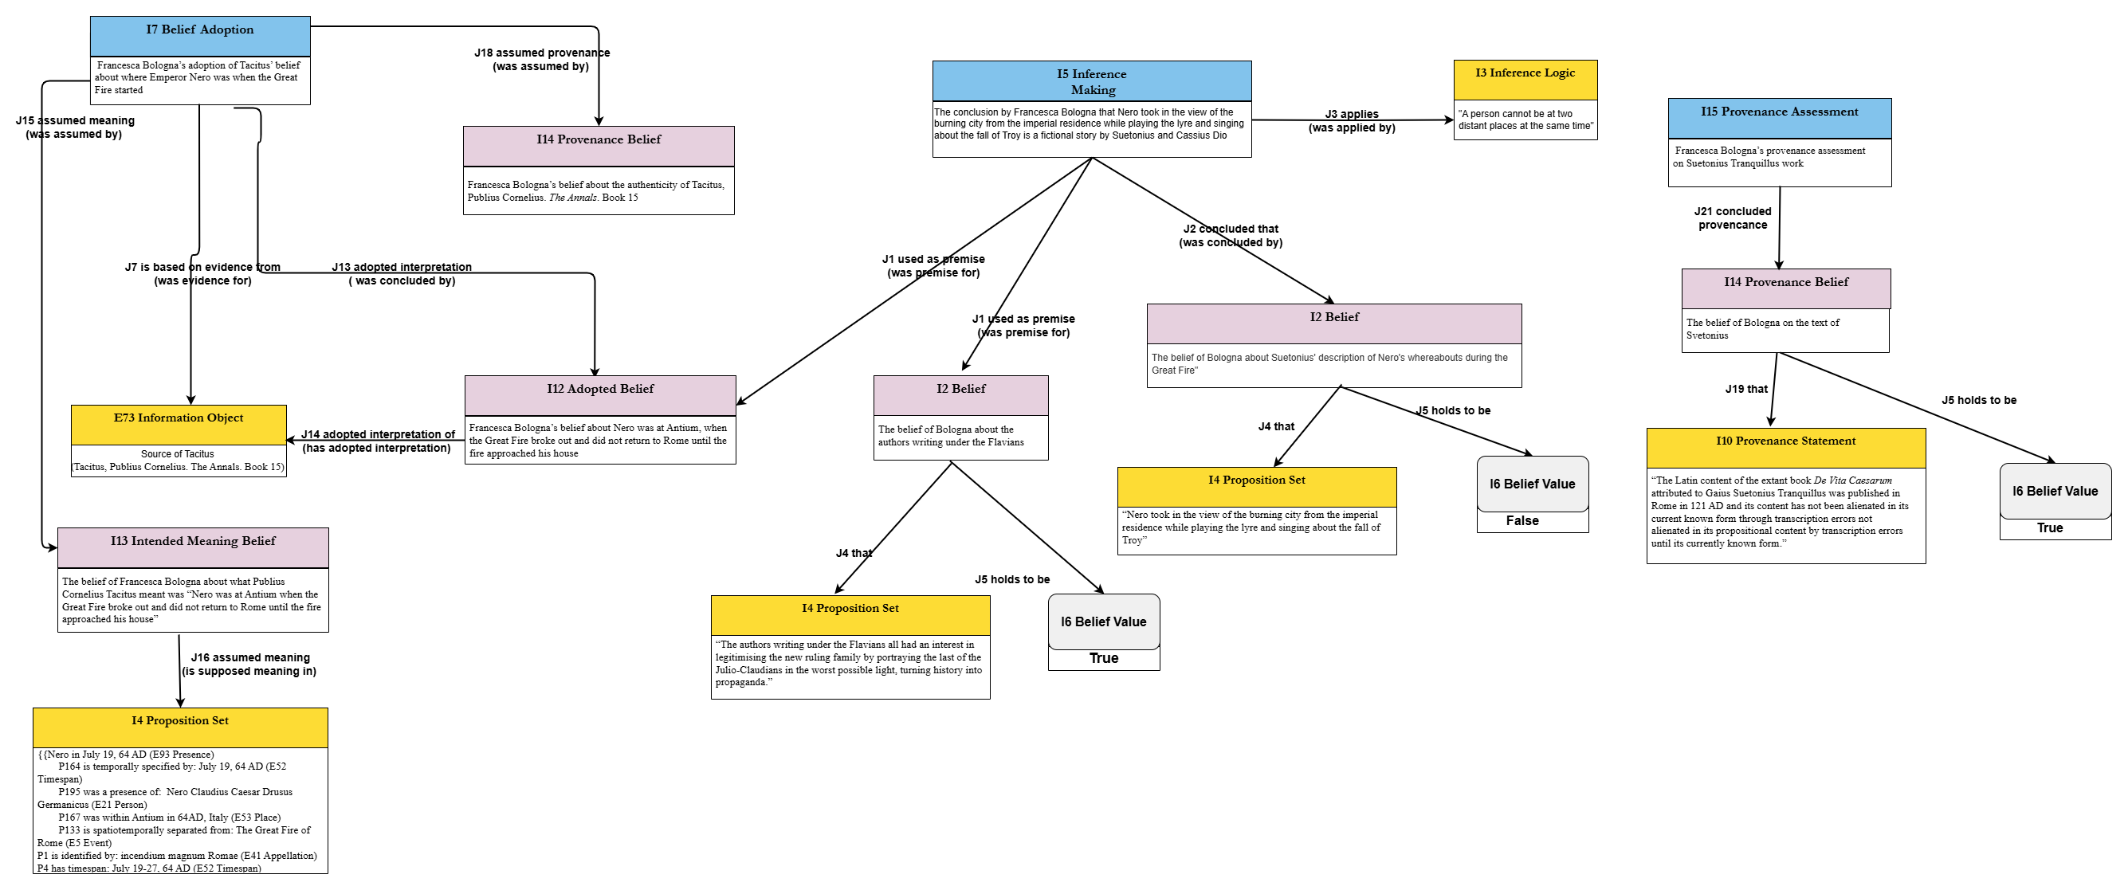 I7 Belief Adoption
Francesca Bologna's adoption of Tacitus' belief
about where Emperor Nero was when the Great
Fire started
J18 assumed provenance
(was assumed by)
J15 assumed meaning
(was assumed by)
I14 Provenance Belief
Francesca Bologna's belief about the authenticity of Tacitus,
Publius Cornelius. The Annals. Book 15
J7 is based on evidence from
(was evidence for)
J13 adopted interpretation
( was concluded by)
E73 Information Object
Source of Tacitus
(Tacitus, Publius Cornelius. The Annals. Book 15)
J14 adopted interpretation of
(has adopted interpretation)
I12 Adopted Belief
Francesca Bologna's belief about Nero was at Antium, when
the Great Fire broke out and did not return to Rome until the
fire approached his house
I13 Intended Meaning Belief
The belief of Francesca Bologna about what Publius
Cornelius Tacitus meant was “Nero was at Antium when the
Great Fire broke out and did not return to Rome until the fire
approached his house”
J16 assumed meaning
(is supposed meaning in)
I4 Proposition Set
{{Nero in July 19, 64 AD (E93 Presence)
P164 is temporally specified by: July 19, 64 AD (E52
Timespan)
P195 was a presence of: Nero Claudius Caesar Drusus
Germanicus (E21 Person)
P167 was within Antium in 64AD, Italy (E53 Place)
P133 is spatiotemporally separated from: The Great Fire of
Rome (E5 Event)
P1 is identified by: incendium magnum Romae (E41 Appellation)
P4 has timespan: July 19-27, 64 AD (E52 Timespan)
I5 Inference
Making
The conclusion by Francesca Bologna that Nero took in the view of the
burning city from the imperial residence while playing the lyre and singing
about the fall of Troy is a fictional story by Suetonius and Cassius Dio
J3 applies
(was applied by)
I3 Inference Logic
"A person cannot be at two
distant places at the same time"
J1 used as premise
(was premise for)
J1 used as premise
(was premise for)
J2 concluded that
(was concluded by)
I2 Belief
The belief of Bologna about the
authors writing under the Flavians
J4 that
J5 holds to be
I4 Proposition Set
“The authors writing under the Flavians all had an interest in
legitimising the new ruling family by portraying the last of the
Julio-Claudians in the worst possible light, turning history into
propaganda.”
I6 Belief Value
True
I2 Belief
The belief of Bologna about Suetonius' description of Nero's whereabouts during the
Great Fire”
J4 that
J5 holds to be
I4 Proposition Set
“Nero took in the view of the burning city from the imperial
residence while playing the lyre and singing about the fall of
Troy”
I6 Belief Value
False
I15 Provenance Assessment
Francesca Bologna's provenance assessment
on Suetonius Tranquillus work
J21 concluded
provencance
I14 Provenance Belief
The belief of Bologna on the text of
Svetonius
J19 that
J5 holds to be
I10 Provenance Statement
“The Latin content of the extant book De Vita Caesarum
attributed to Gaius Suetonius Tranquillus was published in
Rome in 121 AD and its content has not been alienated in its
current known form through transcription errors not
alienated in its propositional content by transcription errors
until its currently known form.”
I6 Belief Value
True